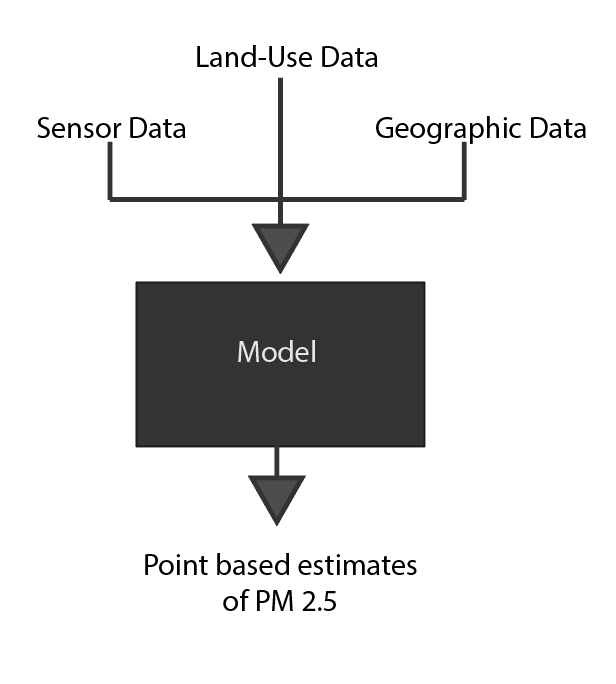 Land-Use Data
Sensor Data
Geographic Data
Model
Point based estimates
of PM 2.5